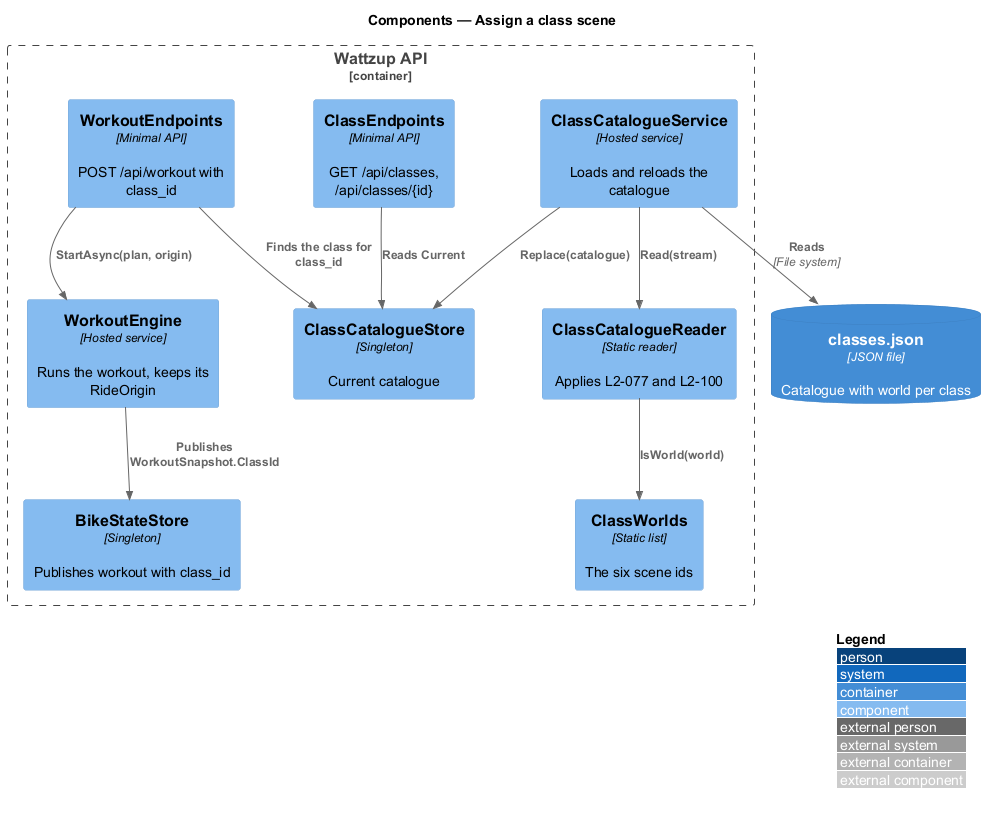 Components — Assign a class scene
Wattzup API
[container]
WorkoutEndpoints
[Minimal API]
POST /api/workout with
class_id
ClassEndpoints
[Minimal API]
GET /api/classes,
/api/classes/{id}
ClassCatalogueService
[Hosted service]
Loads and reloads the
catalogue
StartAsync(plan, origin)
Finds the class for
class_id
Reads Current
Replace(catalogue)
Read(stream)
Reads
[File system]
WorkoutEngine
[Hosted service]
Runs the workout, keeps its
RideOrigin
ClassCatalogueStore
[Singleton]
Current catalogue
ClassCatalogueReader
[Static reader]
Applies L2-077 and L2-100
classes.json
[JSON file]
Catalogue with world per class
Publishes
WorkoutSnapshot.ClassId
IsWorld(world)
BikeStateStore
[Singleton]
Publishes workout with class_id
ClassWorlds
[Static list]
The six scene ids
Legend
person
system
container
component
external person
external system
external container
external component